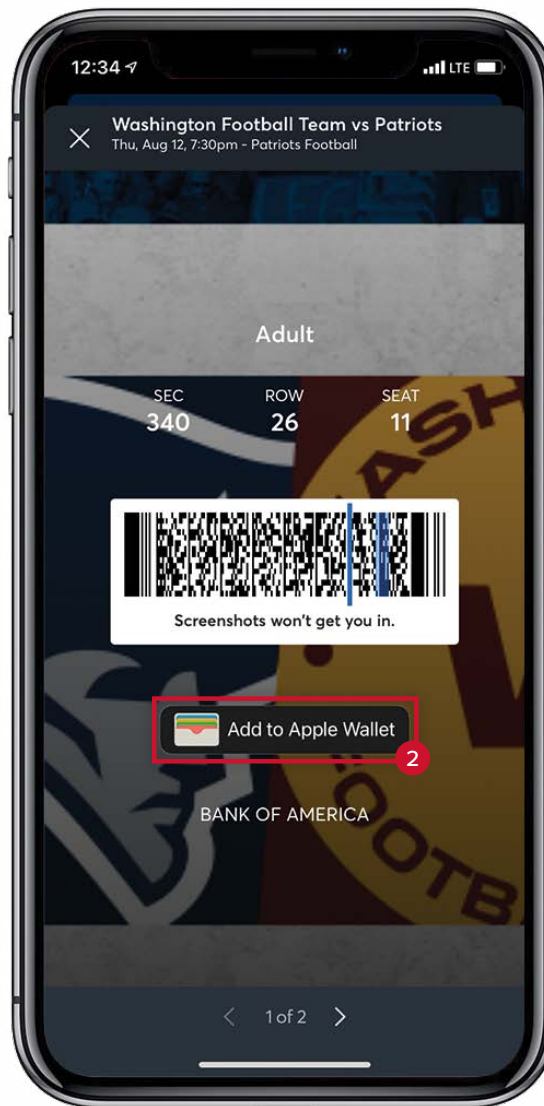 12:34
LTE
Washington Football Team vs Patriots
Thu, Aug 12, 7:30pm - Patriots Football
Adult
SEC ROW SEAT
340 26 11
WASH
Screenshots won't get you in.
Add to Apple Wallet
2
BANK OF AMERICA
FOOTB
1 of 2